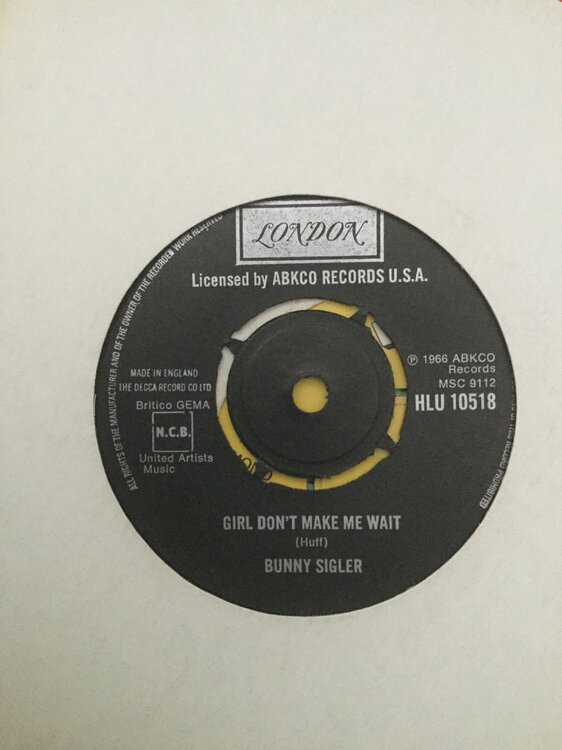 LONDON
Licensed by ABKCO RECORDS U.S.A.
ALL RIGHTS OF THE MANUFACTURER AND OF THE OWNER OF THE RECORDED WORK RESERVED
MADE IN ENGLAND
THE DECCA RECORD CO LTD
Britico GEMA
N.C.B.
United Artists
Music
℗ 1966 ABKCO
Records
MSC 9112
HLU 10518
RECORD PROHIBITED
GIRL DON'T MAKE ME WAIT
(Huff)
BUNNY SIGLER